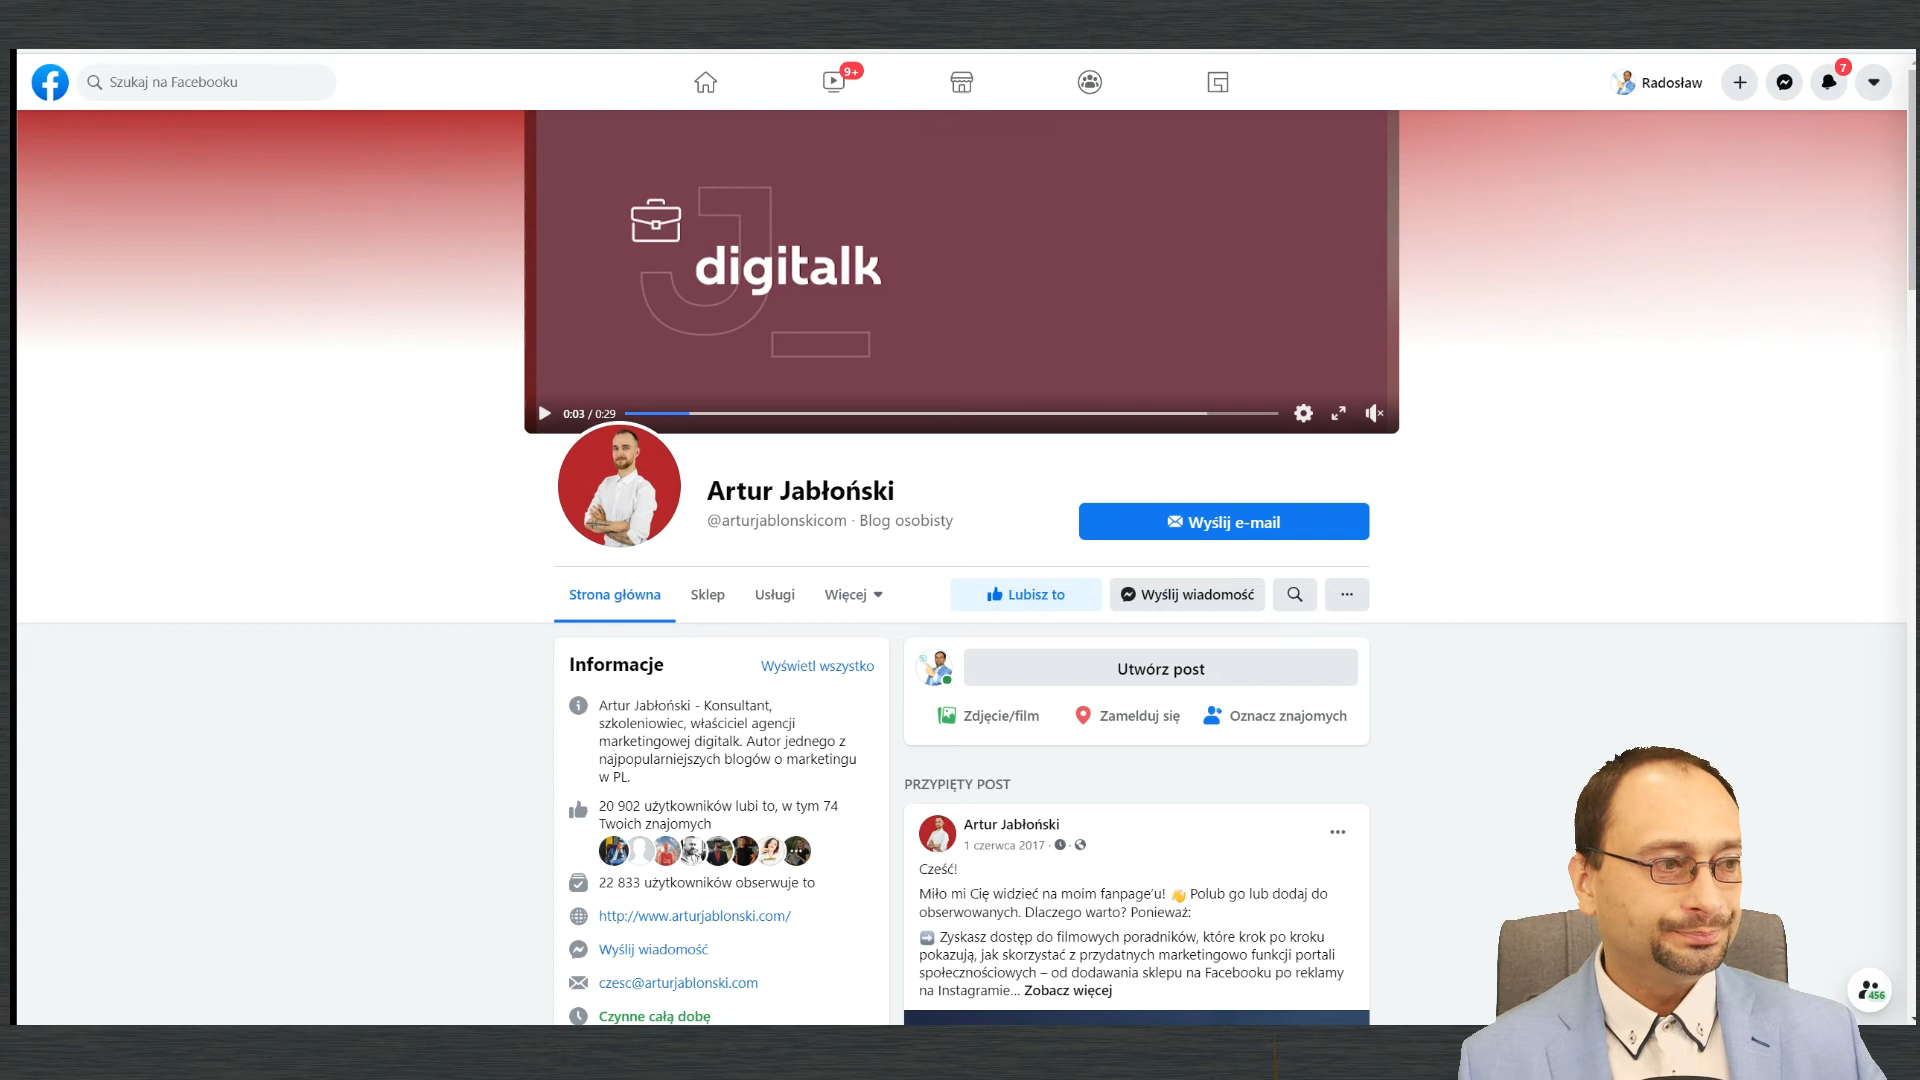 Szukaj na Facebooku
9+
Radosław
7
digitalk
0:03 / 0:29
Artur Jabłoński
@arturjablonskicom · Blog osobisty
Wyślij e-mail
Strona główna
Sklep
Usługi
Więcej
Lubisz to
Wyślij wiadomość
Informacje
Wyświetl wszystko
Artur Jabłoński - Konsultant,
szkoleniowiec, właściciel agencji
marketingowej digitalk. Autor jednego z
najpopularniejszych blogów o marketingu
w PL.
20 902 użytkowników lubi to, w tym 74
Twoich znajomych
22 833 użytkowników obserwuje to
http://www.arturjablonski.com/
Wyślij wiadomość
czesc@arturjablonski.com
Czynne całą dobę
Utwórz post
Zdjęcie/film
Zamelduj się
Oznacz znajomych
PRZYPIĘTY POST
Artur Jabłoński
1 czerwca 2017 ·
Cześć!
Miło mi Cię widzieć na moim fanpage'u! 👋 Polub go lub dodaj do
obserwowanych. Dlaczego warto? Ponieważ:
➡️ Zyskasz dostęp do filmowych poradników, które krok po kroku
pokazują, jak skorzystać z przydatnych marketingowo funkcji portali
społecznościowych – od dodawania sklepu na Facebooku po reklamy
na Instagramie... Zobacz więcej
456